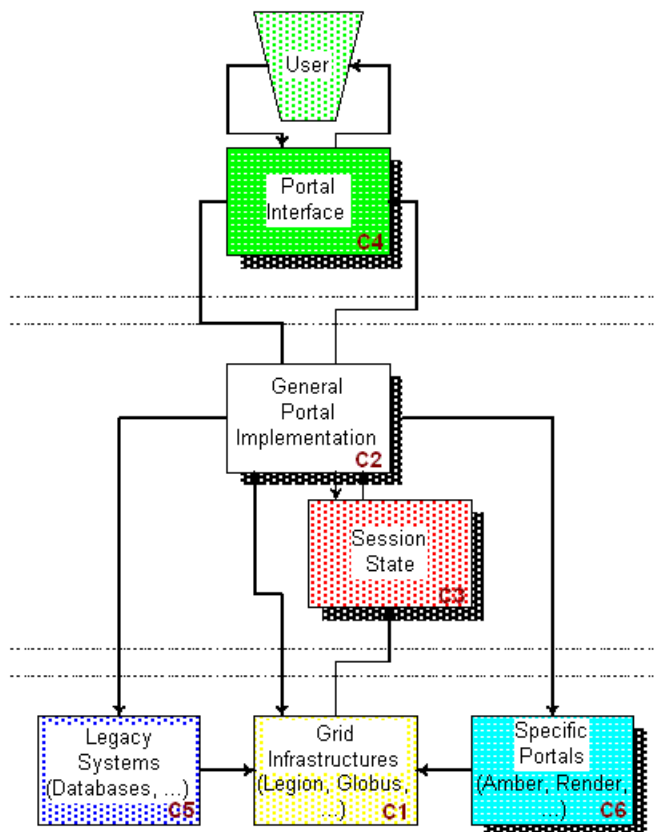 User
Portal
Interface
C4
General
Portal
Implementation
C2
Session
State
C3
Legacy
Systems
(Databases, ...)
C5
Grid
Infrastructures
(Legion, Globus,
...)
C1
Specific
Portals
(Amber, Render,
...)
C6